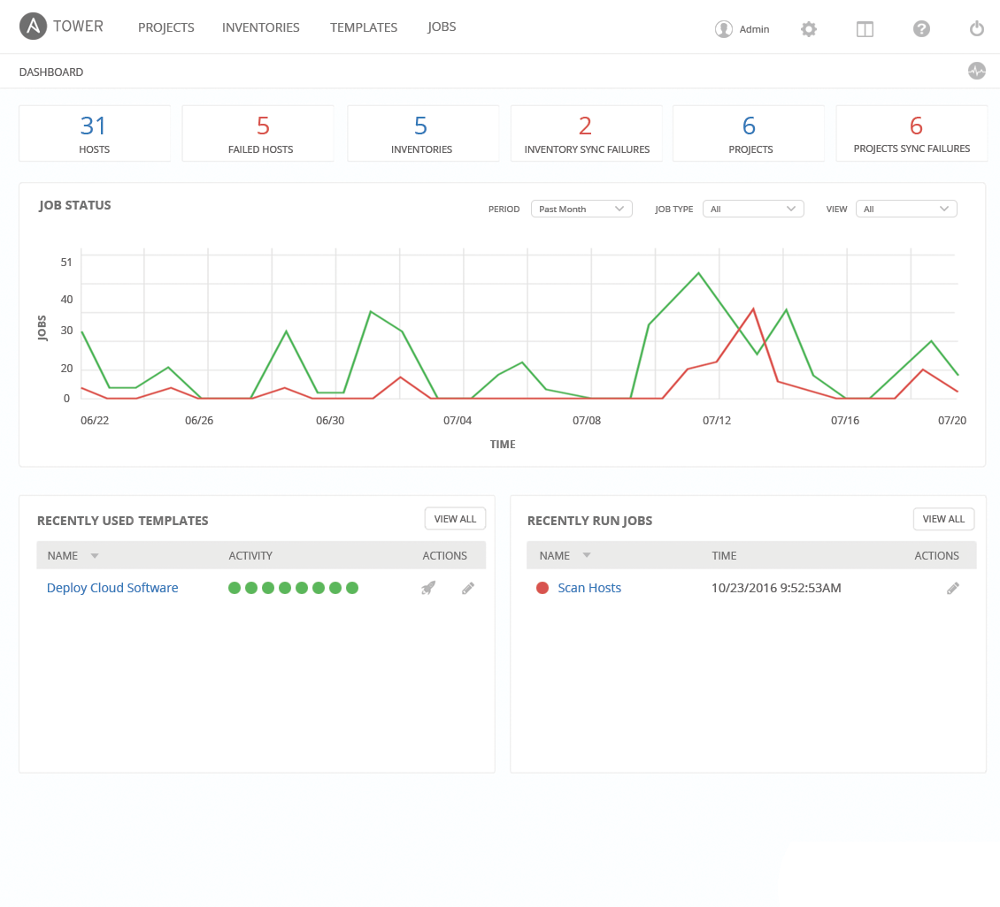 A TOWER PROJECTS INVENTORIES TEMPLATES JOBS Admin ?
DASHBOARD
31 5 5 2 6 6
HOSTS FAILED HOSTS INVENTORIES INVENTORY SYNC FAILURES PROJECTS PROJECTS SYNC FAILURES
JOB STATUS
PERIOD Past Month JOB TYPE All VIEW All
51
40
30
20
0
JOBS
06/22 06/26 06/30 07/04 07/08 07/12 07/16 07/20
TIME
RECENTLY USED TEMPLATES VIEW ALL
NAME ACTIVITY ACTIONS
Deploy Cloud Software
RECENTLY RUN JOBS VIEW ALL
NAME TIME ACTIONS
Scan Hosts 10/23/2016 9:52:53AM